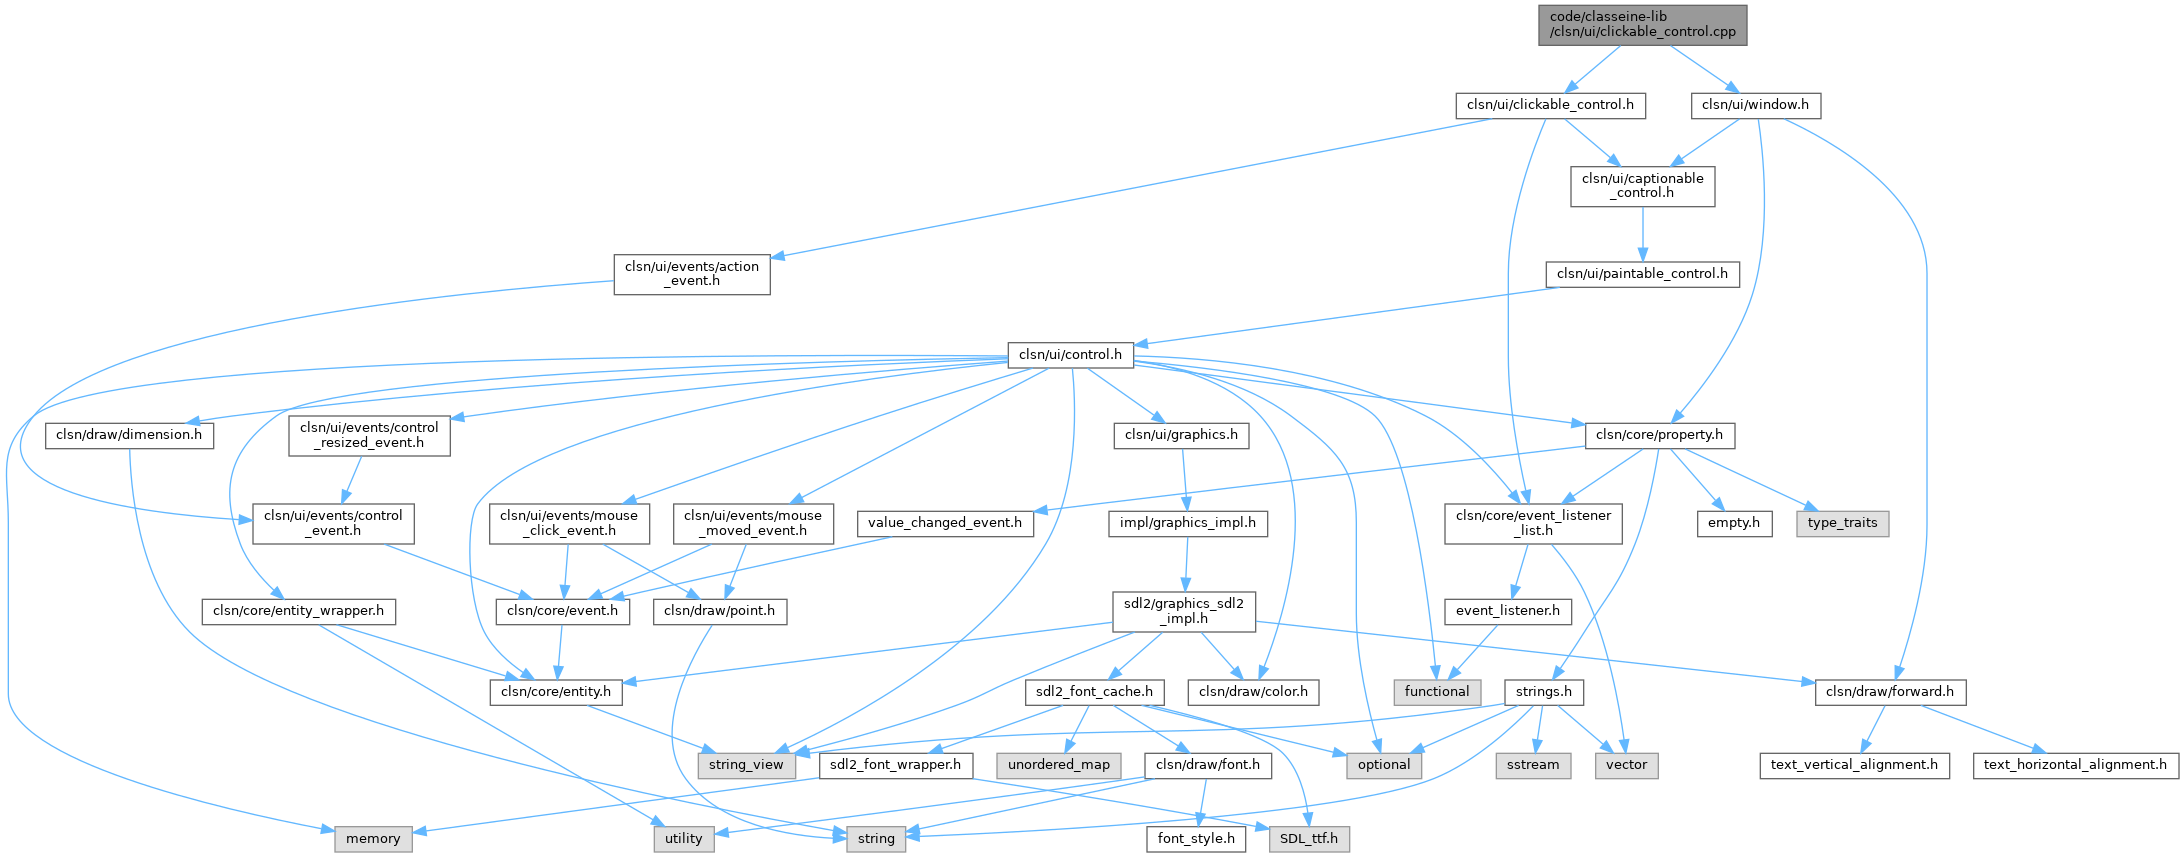 code/classeine-lib
/clsn/ui/clickable_control.cpp
clsn/ui/clickable_control.h
clsn/ui/window.h
clsn/ui/captionable
_control.h
clsn/ui/events/action
_event.h
clsn/ui/paintable_control.h
clsn/ui/control.h
clsn/draw/dimension.h
clsn/ui/events/control
_resized_event.h
clsn/ui/graphics.h
clsn/core/property.h
clsn/ui/events/control
_event.h
clsn/ui/events/mouse
_click_event.h
clsn/ui/events/mouse
_moved_event.h
value_changed_event.h
impl/graphics_impl.h
clsn/core/event_listener
_list.h
empty.h
type_traits
clsn/core/entity_wrapper.h
clsn/core/event.h
clsn/draw/point.h
sdl2/graphics_sdl2
_impl.h
event_listener.h
clsn/core/entity.h
sdl2_font_cache.h
clsn/draw/color.h
functional
strings.h
clsn/draw/forward.h
string_view
sdl2_font_wrapper.h
unordered_map
clsn/draw/font.h
optional
sstream
vector
text_vertical_alignment.h
text_horizontal_alignment.h
memory
utility
string
font_style.h
SDL_ttf.h